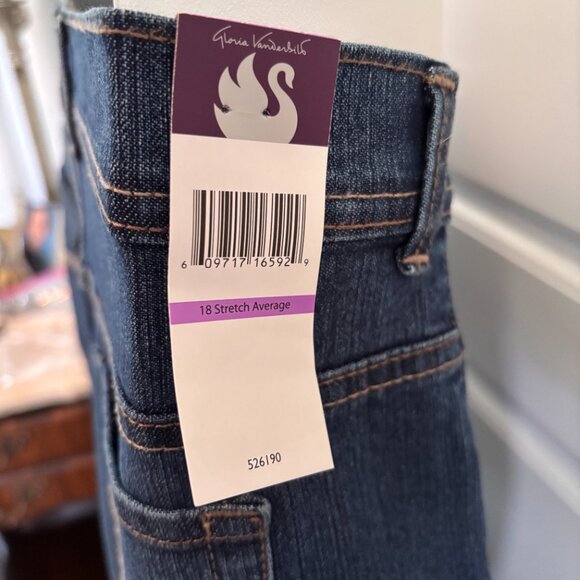 Gloria Vanderbilt
6 09717 16592 9
18 Stretch Average
526190